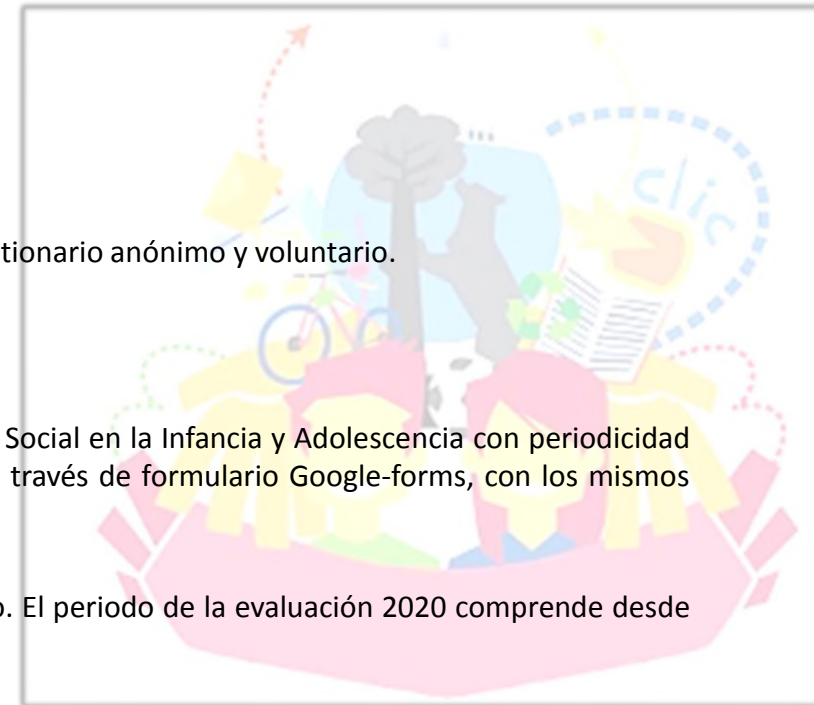 clic
tionario anónimo y voluntario.
Social en la Infancia y Adolescencia con periodicidad
través de formulario Google-forms, con los mismos
. El periodo de la evaluación 2020 comprende desde